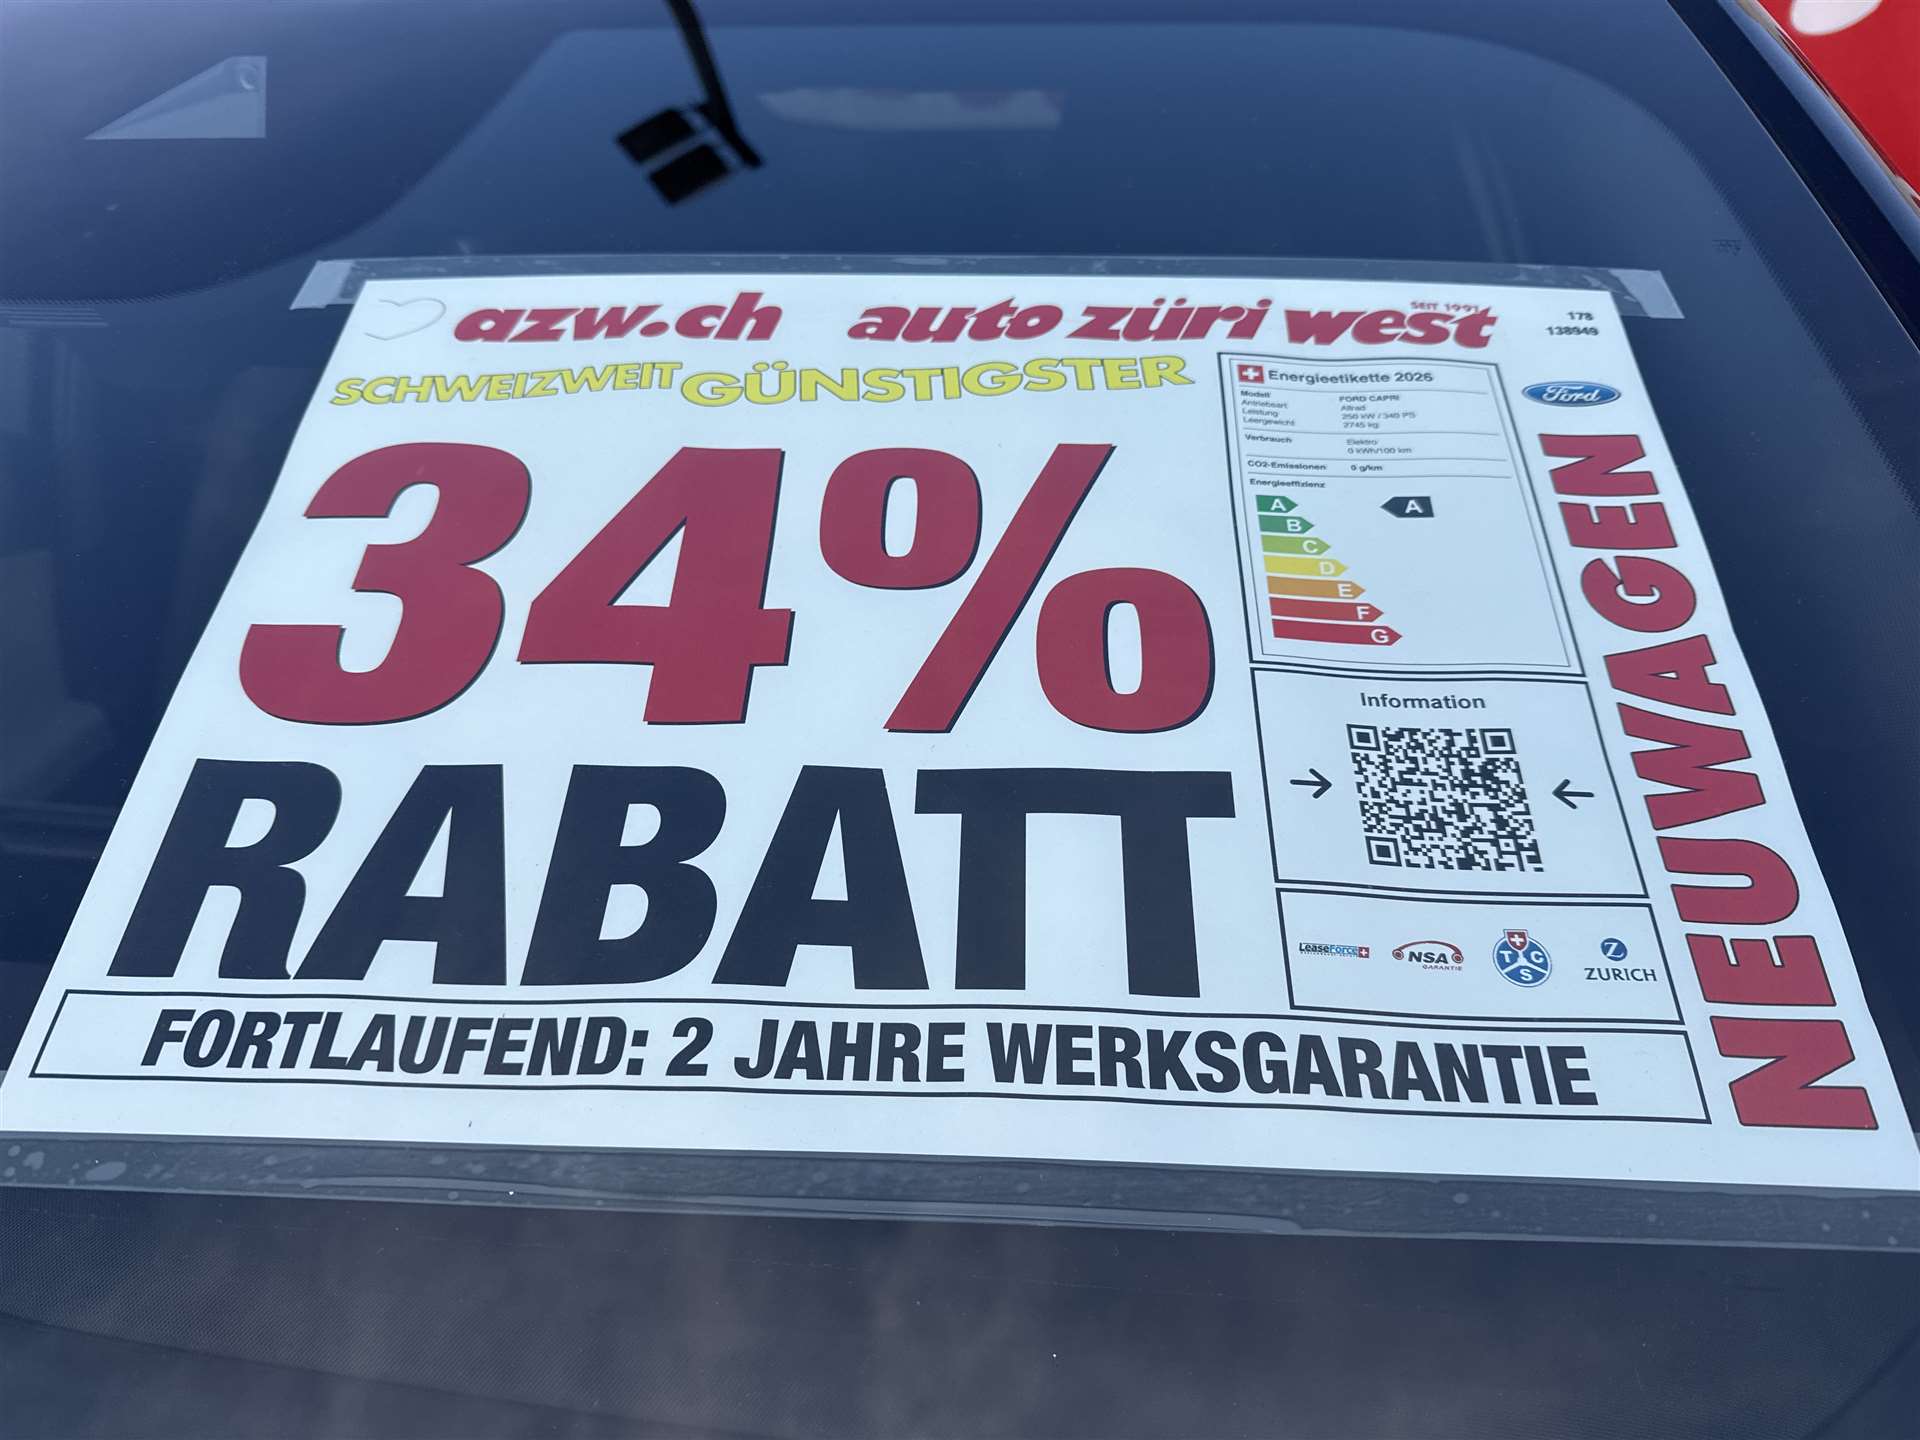 azw.ch auto züri west SEIT 1991
178
138949
SCHWEIZWEIT GÜNSTIGSTER
34%
RABATT
FORTLAUFEND: 2 JAHRE WERKSGARANTIE
Energieetikette 2026
Modell FORD CAPRI
Antriebsart Allrad
Leistung 250 kW / 340 PS
Leergewicht 2745 kg
Verbrauch Elektro
0 kWh/100 km
CO2-Emissionen 0 g/km
Energieeffizienz
A A
B
C
D
E
F
G
Information
LeaseForce
NSA
GARANTIE
TCS
Z
ZURICH
Ford
NEUWAGEN